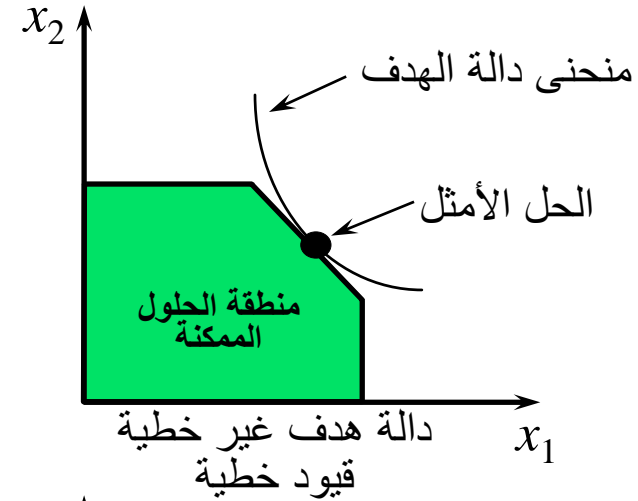 x₂
منحنى دالة الهدف
الحل الأمثل
منطقة الحلول
الممكنة
دالة هدف غير خطية
قيود خطية
x₁